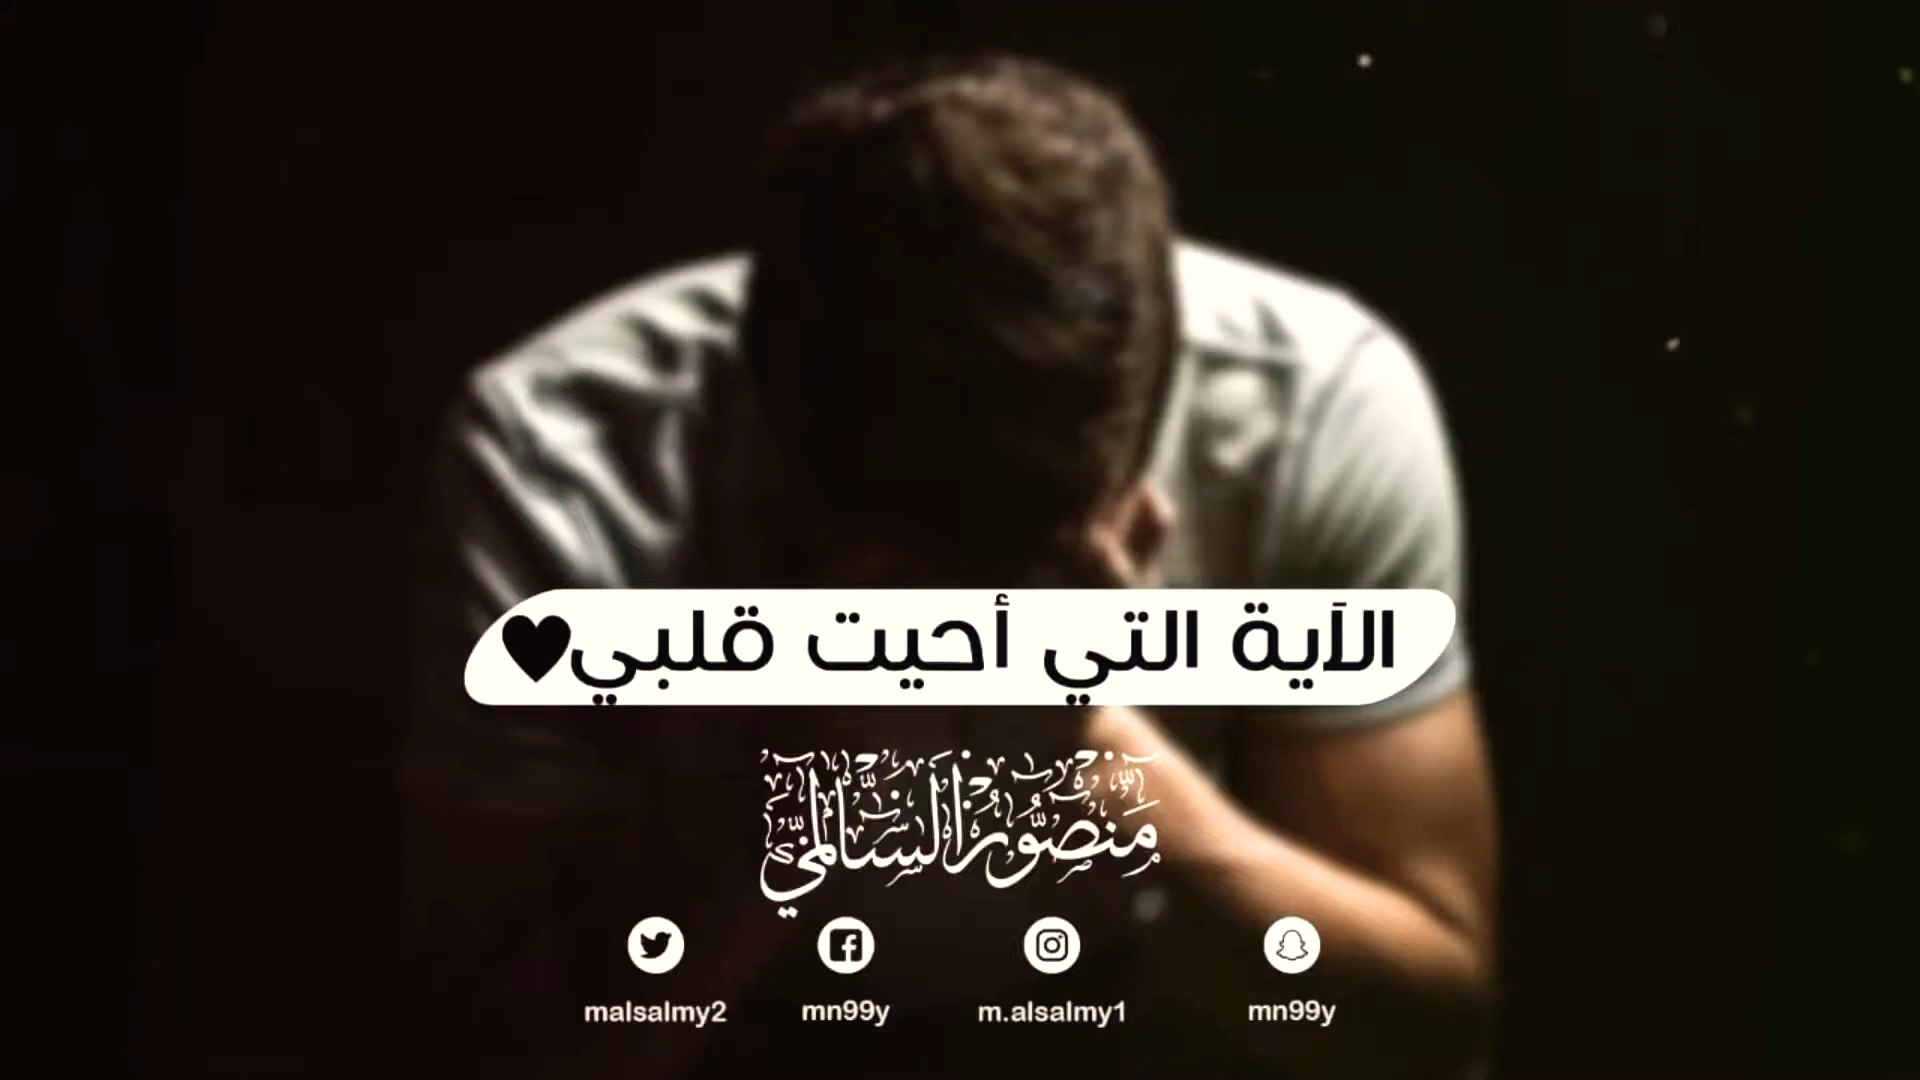 الآية التي أحيت قلبي🖤
منصور السالمي
malsalmy2 mn99y m.alsalmy1 mn99y